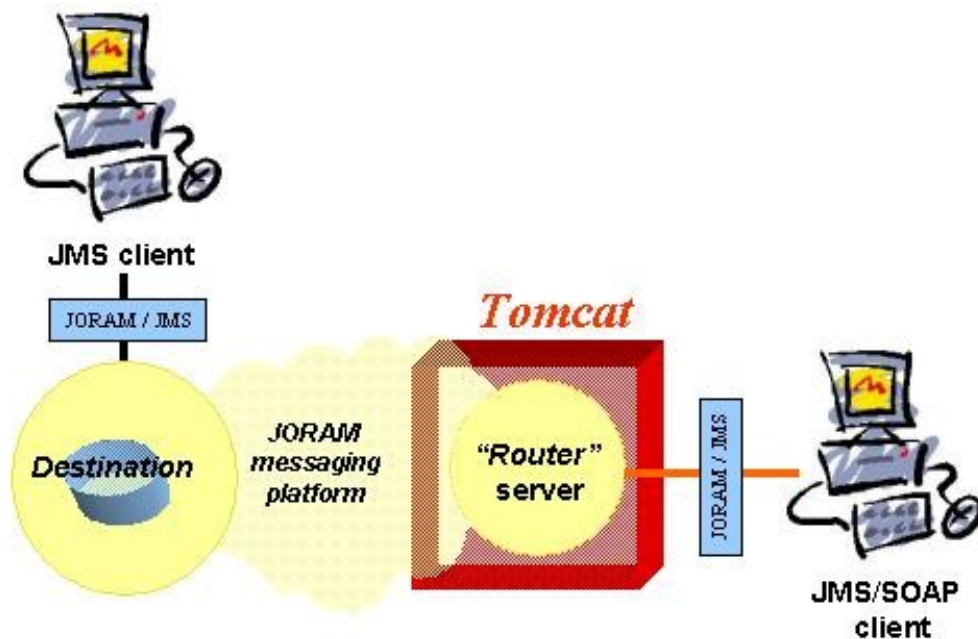 JMS client
JORAM / JMS
Tomcat
Destination
JORAM
messaging
platform
“Router”
server
JORAM / JMS
JMS/SOAP
client